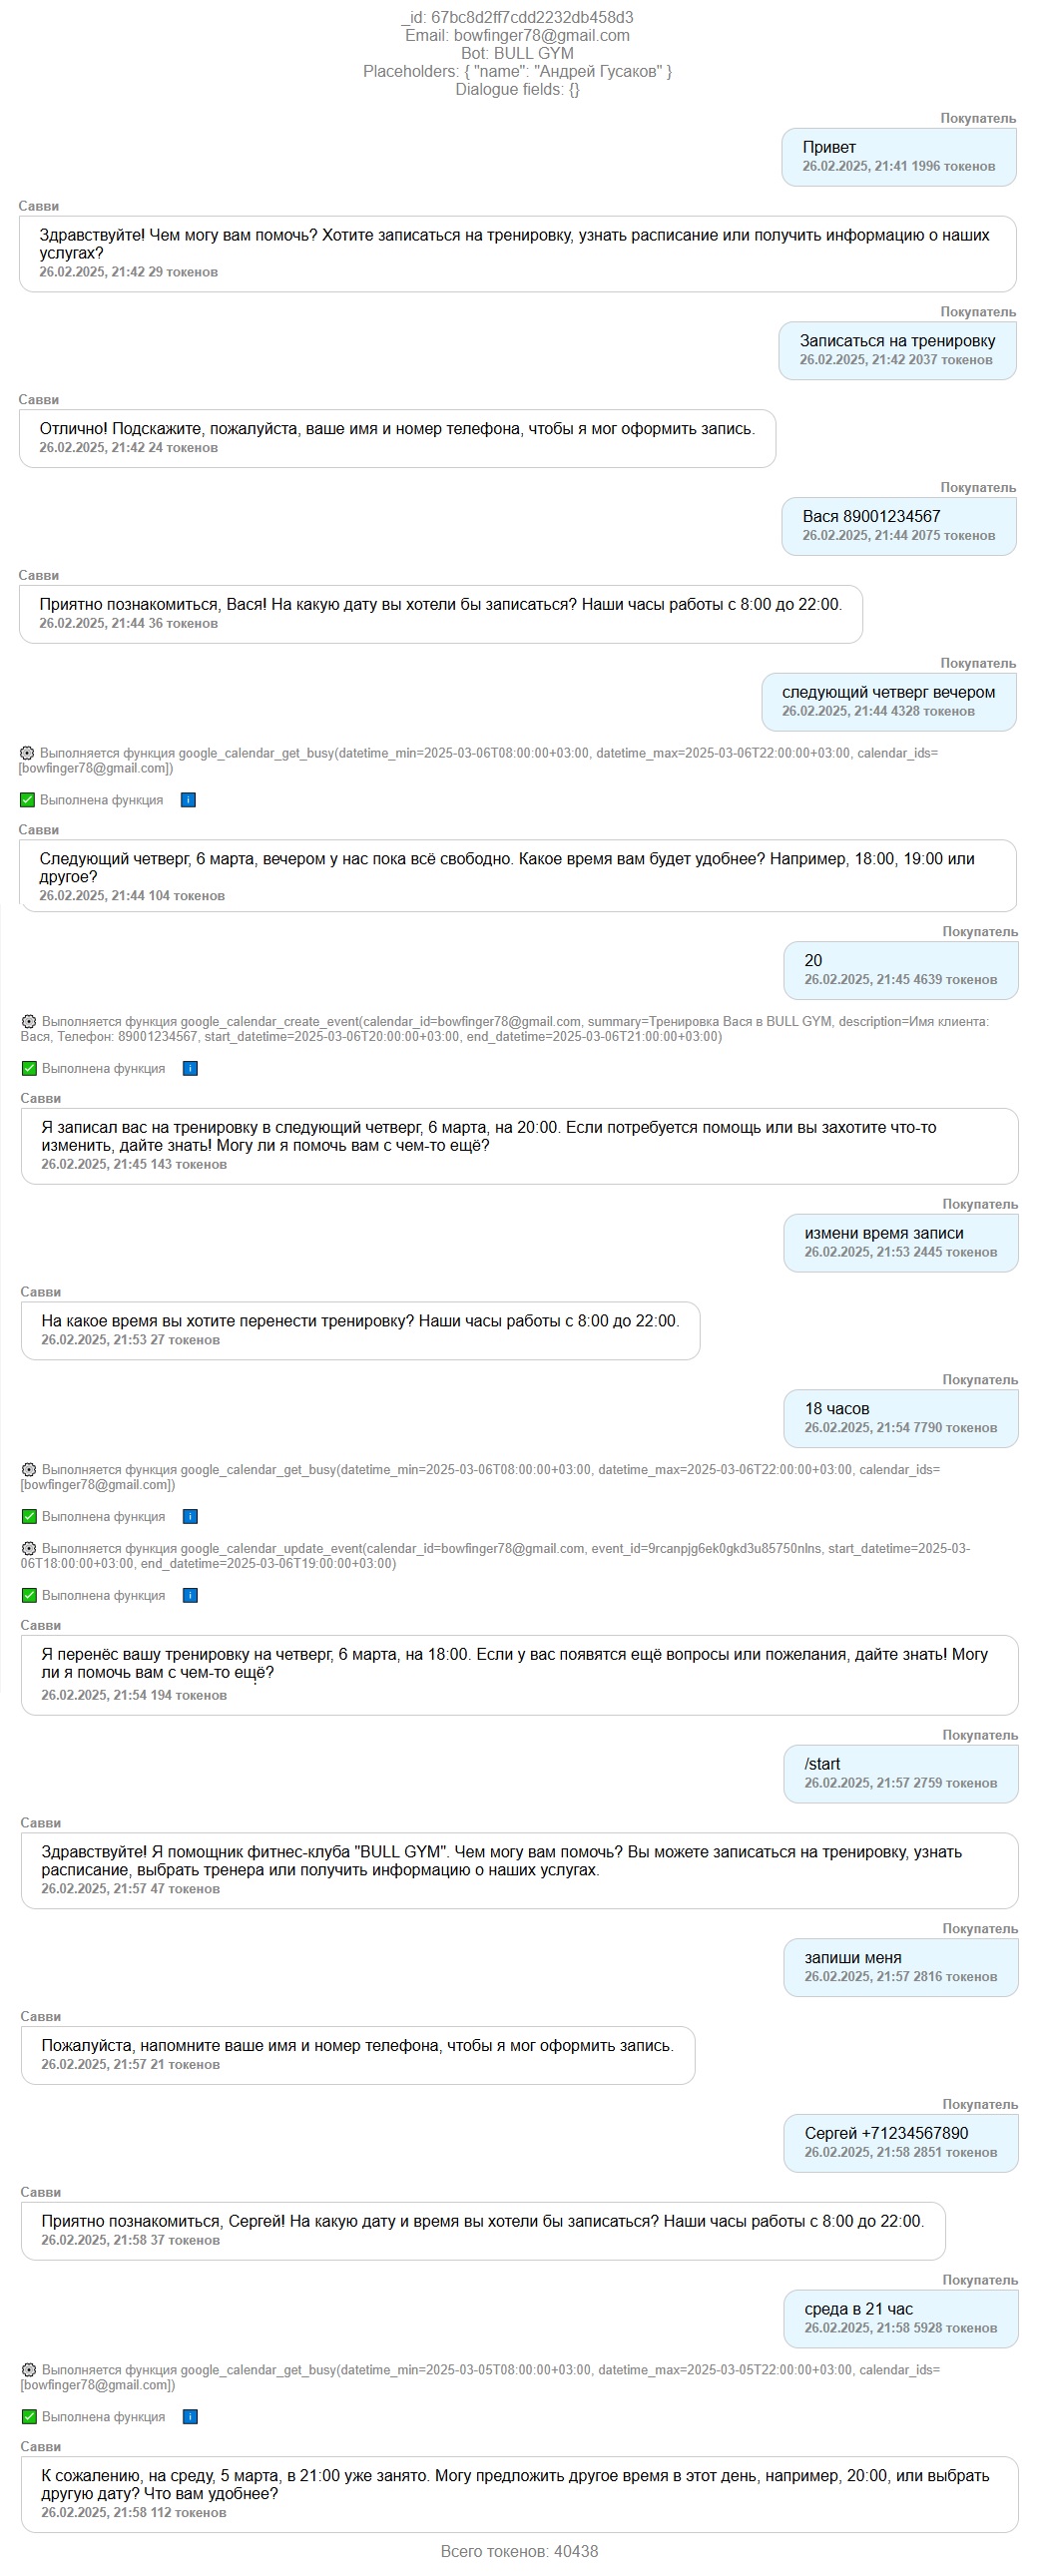 _id: 67bc8d2ff7cdd2232db458d3
Email: bowfinger78@gmail.com
Bot: BULL GYM
Placeholders: { "name": "Андрей Гусаков" }
Dialogue fields: {}
Покупатель
Привет
26.02.2025, 21:41 1996 токенов
Савви
Здравствуйте! Чем могу вам помочь? Хотите записаться на тренировку, узнать расписание или получить информацию о наших
услугах?
26.02.2025, 21:42 29 токенов
Покупатель
Записаться на тренировку
26.02.2025, 21:42 2037 токенов
Савви
Отлично! Подскажите, пожалуйста, ваше имя и номер телефона, чтобы я мог оформить запись.
26.02.2025, 21:42 24 токенов
Покупатель
Вася 89001234567
26.02.2025, 21:44 2075 токенов
Савви
Приятно познакомиться, Вася! На какую дату вы хотели бы записаться? Наши часы работы с 8:00 до 22:00.
26.02.2025, 21:44 36 токенов
Покупатель
следующий четверг вечером
26.02.2025, 21:44 4328 токенов
Выполняется функция google_calendar_get_busy(datetime_min=2025-03-06T08:00:00+03:00, datetime_max=2025-03-06T22:00:00+03:00, calendar_ids=
[bowfinger78@gmail.com])
Выполнена функция
Савви
Следующий четверг, 6 марта, вечером у нас пока всё свободно. Какое время вам будет удобнее? Например, 18:00, 19:00 или
другое?
26.02.2025, 21:44 104 токенов
Покупатель
20
26.02.2025, 21:45 4639 токенов
Выполняется функция google_calendar_create_event(calendar_id=bowfinger78@gmail.com, summary=Тренировка Вася в BULL GYM, description=Имя клиента:
Вася, Телефон: 89001234567, start_datetime=2025-03-06T20:00:00+03:00, end_datetime=2025-03-06T21:00:00+03:00)
Выполнена функция
Савви
Я записал вас на тренировку в следующий четверг, 6 марта, на 20:00. Если потребуется помощь или вы захотите что-то
изменить, дайте знать! Могу ли я помочь вам с чем-то ещё?
26.02.2025, 21:45 143 токенов
Покупатель
измени время записи
26.02.2025, 21:53 2445 токенов
Савви
На какое время вы хотите перенести тренировку? Наши часы работы с 8:00 до 22:00.
26.02.2025, 21:53 27 токенов
Покупатель
18 часов
26.02.2025, 21:54 7790 токенов
Выполняется функция google_calendar_get_busy(datetime_min=2025-03-06T08:00:00+03:00, datetime_max=2025-03-06T22:00:00+03:00, calendar_ids=
[bowfinger78@gmail.com])
Выполнена функция
Выполняется функция google_calendar_update_event(calendar_id=bowfinger78@gmail.com, event_id=9rcanpjg6ek0gkd3u85750nlns, start_datetime=2025-03-
06T18:00:00+03:00, end_datetime=2025-03-06T19:00:00+03:00)
Выполнена функция
Савви
Я перенёс вашу тренировку на четверг, 6 марта, на 18:00. Если у вас появятся ещё вопросы или пожелания, дайте знать! Могу
ли я помочь вам с чем-то ещё?
26.02.2025, 21:54 194 токенов
Покупатель
/start
26.02.2025, 21:57 2759 токенов
Савви
Здравствуйте! Я помощник фитнес-клуба "BULL GYM". Чем могу вам помочь? Вы можете записаться на тренировку, узнать
расписание, выбрать тренера или получить информацию о наших услугах.
26.02.2025, 21:57 47 токенов
Покупатель
запиши меня
26.02.2025, 21:57 2816 токенов
Савви
Пожалуйста, напомните ваше имя и номер телефона, чтобы я мог оформить запись.
26.02.2025, 21:57 21 токенов
Покупатель
Сергей +71234567890
26.02.2025, 21:58 2851 токенов
Савви
Приятно познакомиться, Сергей! На какую дату и время вы хотели бы записаться? Наши часы работы с 8:00 до 22:00.
26.02.2025, 21:58 37 токенов
Покупатель
среда в 21 час
26.02.2025, 21:58 5928 токенов
Выполняется функция google_calendar_get_busy(datetime_min=2025-03-05T08:00:00+03:00, datetime_max=2025-03-05T22:00:00+03:00, calendar_ids=
[bowfinger78@gmail.com])
Выполнена функция
Савви
К сожалению, на среду, 5 марта, в 21:00 уже занято. Могу предложить другое время в этот день, например, 20:00, или выбрать
другую дату? Что вам удобнее?
26.02.2025, 21:58 112 токенов
Всего токенов: 40438